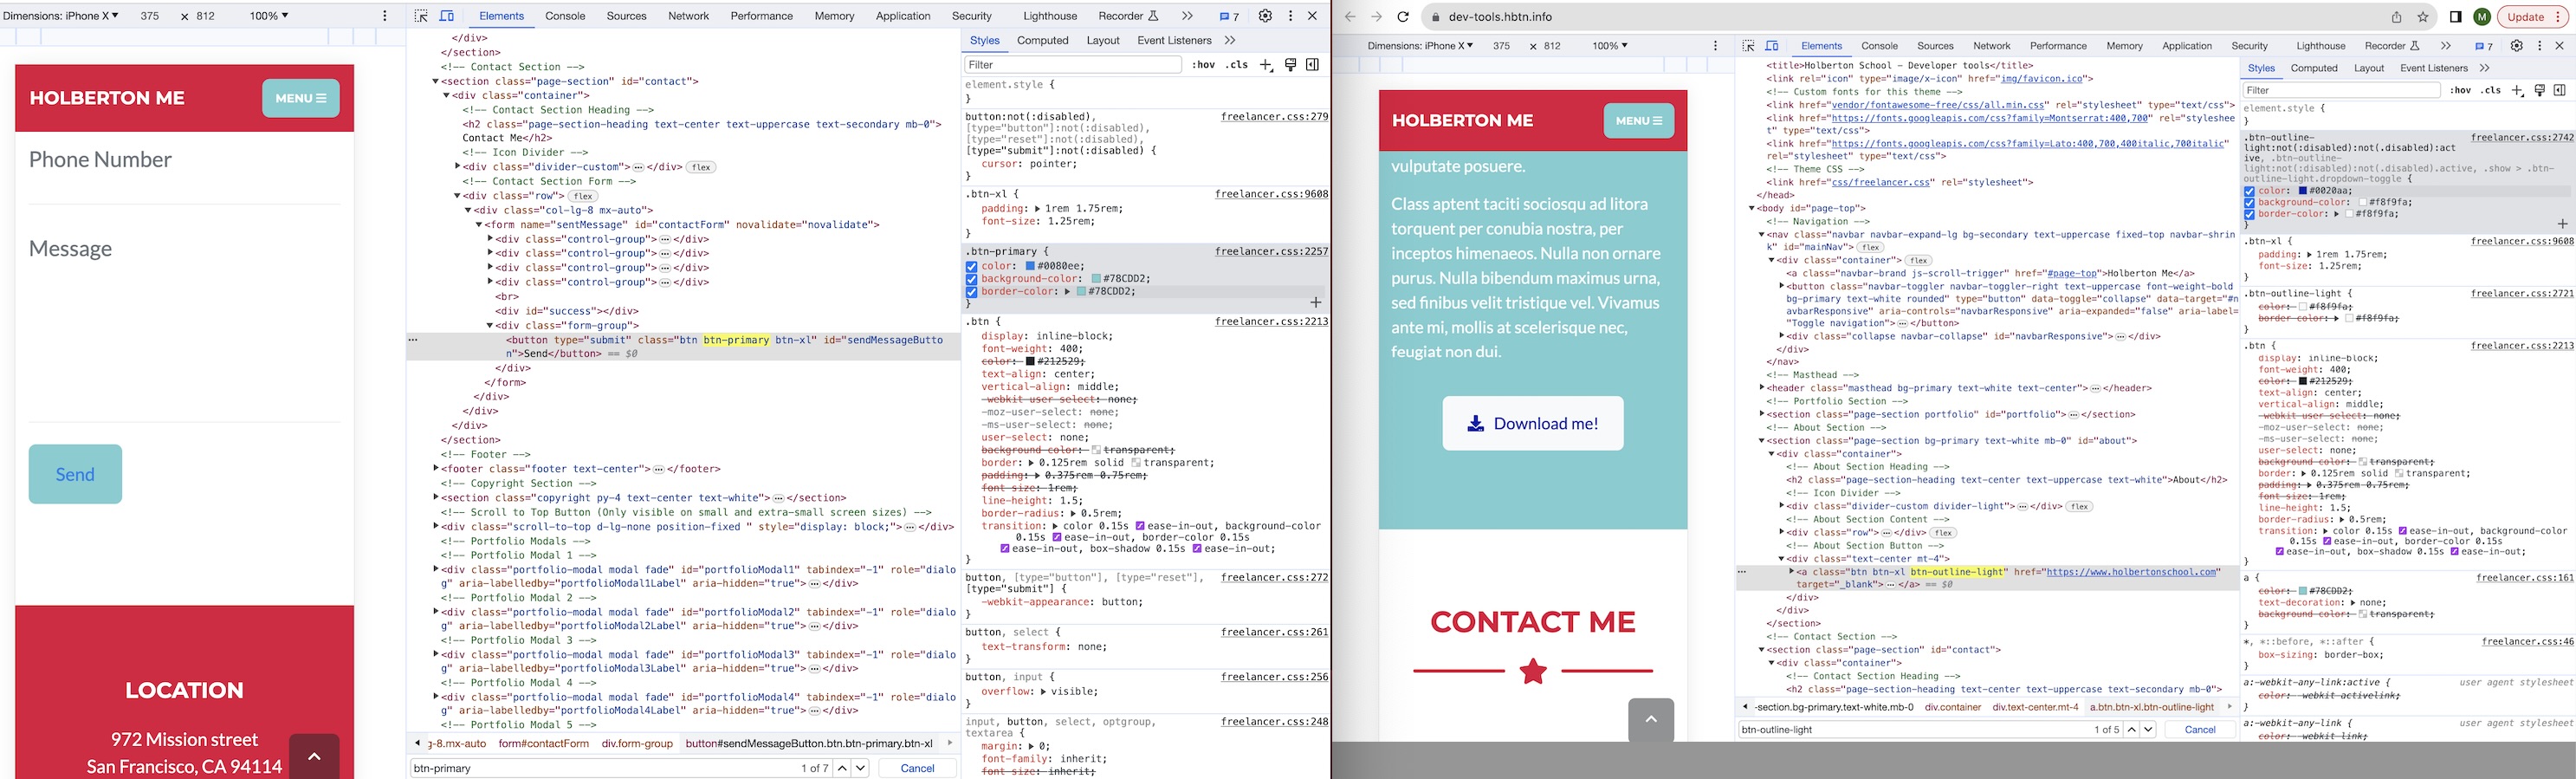 Dimensions: iPhone X ▼ 375 × 812 100% ▼
HOLBERTON ME
MENU ☰
Phone Number
Message
Send
LOCATION
972 Mission street
San Francisco, CA 94114
Elements Console Sources Network Performance Memory Application Security Lighthouse Recorder 7
</div>
</section>
<!-- Contact Section -->
▼<section class="page-section" id="contact">
▼<div class="container">
<!-- Contact Section Heading -->
<h2 class="page-section-heading text-center text-uppercase text-secondary mb-0">
Contact Me</h2>
<!-- Icon Divider -->
▶<div class="divider-custom">…</div> flex
<!-- Contact Section Form -->
▼<div class="row"> flex
▼<div class="col-lg-8 mx-auto">
▼<form name="sentMessage" id="contactForm" novalidate="novalidate">
▶<div class="control-group">…</div>
▶<div class="control-group">…</div>
▶<div class="control-group">…</div>
▶<div class="control-group">…</div>
<br>
<div id="success"></div>
▼<div class="form-group">
<button type="submit" class="btn btn-primary btn-xl" id="sendMessageButto
n">Send</button> == $0
</div>
</form>
</div>
</div>
</div>
</section>
<!-- Footer -->
▶<footer class="footer text-center">…</footer>
<!-- Copyright Section -->
▶<section class="copyright py-4 text-center text-white">…</section>
<!-- Scroll to Top Button (Only visible on small and extra-small screen sizes) -->
▶<div class="scroll-to-top d-lg-none position-fixed " style="display: block;">…</div>
<!-- Portfolio Modals -->
<!-- Portfolio Modal 1 -->
▶<div class="portfolio-modal modal fade" id="portfolioModal1" tabindex="-1" role="dialo
g" aria-labelledby="portfolioModal1Label" aria-hidden="true">…</div>
<!-- Portfolio Modal 2 -->
▶<div class="portfolio-modal modal fade" id="portfolioModal2" tabindex="-1" role="dialo
g" aria-labelledby="portfolioModal2Label" aria-hidden="true">…</div>
<!-- Portfolio Modal 3 -->
▶<div class="portfolio-modal modal fade" id="portfolioModal3" tabindex="-1" role="dialo
g" aria-labelledby="portfolioModal3Label" aria-hidden="true">…</div>
<!-- Portfolio Modal 4 -->
▶<div class="portfolio-modal modal fade" id="portfolioModal4" tabindex="-1" role="dialo
g" aria-labelledby="portfolioModal4Label" aria-hidden="true">…</div>
<!-- Portfolio Modal 5 -->
g-8.mx-auto form#contactForm div.form-group button#sendMessageButton.btn.btn-primary.btn-xl
btn-primary 1 of 7 Cancel
Styles Computed Layout Event Listeners
Filter :hov .cls
element.style {
}
button:not(:disabled), freelancer.css:279
[type="button"]:not(:disabled),
[type="reset"]:not(:disabled),
[type="submit"]:not(:disabled) {
cursor: pointer;
}
.btn-xl { freelancer.css:9608
padding: ▶ 1rem 1.75rem;
font-size: 1.25rem;
}
.btn-primary { freelancer.css:2257
color: #0080ee;
background-color: #78CDD2;
border-color: ▶ #78CDD2;
}
.btn { freelancer.css:2213
display: inline-block;
font-weight: 400;
color: #212529;
text-align: center;
vertical-align: middle;
-webkit-user-select: none;
-moz-user-select: none;
-ms-user-select: none;
user-select: none;
background-color: transparent;
border: ▶ 0.125rem solid transparent;
padding: ▶ 0.375rem 0.75rem;
font-size: 1rem;
line-height: 1.5;
border-radius: ▶ 0.5rem;
transition: ▶ color 0.15s ease-in-out, background-color
0.15s ease-in-out, border-color 0.15s
ease-in-out, box-shadow 0.15s ease-in-out;
}
button, [type="button"], [type="reset"], freelancer.css:272
[type="submit"] {
-webkit-appearance: button;
}
button, select { freelancer.css:261
text-transform: none;
}
button, input { freelancer.css:256
overflow: ▶ visible;
}
input, button, select, optgroup, freelancer.css:248
textarea {
margin: ▶ 0;
font-family: inherit;
font-size: inherit;
dev-tools.hbtn.info M Update
Dimensions: iPhone X ▼ 375 × 812 100% ▼
HOLBERTON ME
MENU ☰
vulputate posuere.
Class aptent taciti sociosqu ad litora
torquent per conubia nostra, per
inceptos himenaeos. Nulla non ornare
purus. Nulla bibendum maximus urna,
sed finibus velit tristique vel. Vivamus
ante mi, mollis at scelerisque nec,
feugiat non dui.
Download me!
CONTACT ME
Elements Console Sources Network Performance Memory Application Security Lighthouse Recorder 7
<title>Holberton School - Developer tools</title>
<link rel="icon" type="image/x-icon" href="img/favicon.ico">
<!-- Custom fonts for this theme -->
<link href="vendor/fontawesome-free/css/all.min.css" rel="stylesheet" type="text/css">
<link href="https://fonts.googleapis.com/css?family=Montserrat:400,700" rel="styleshee
t" type="text/css">
<link href="https://fonts.googleapis.com/css?family=Lato:400,700,400italic,700italic"
rel="stylesheet" type="text/css">
<!-- Theme CSS -->
<link href="css/freelancer.css" rel="stylesheet">
</head>
▼<body id="page-top">
<!-- Navigation -->
▼<nav class="navbar navbar-expand-lg bg-secondary text-uppercase fixed-top navbar-shrin
k" id="mainNav"> flex
▼<div class="container"> flex
<a class="navbar-brand js-scroll-trigger" href="#page-top">Holberton Me</a>
▶<button class="navbar-toggler navbar-toggler-right text-uppercase font-weight-bold
bg-primary text-white rounded" type="button" data-toggle="collapse" data-target="#n
avbarResponsive" aria-controls="navbarResponsive" aria-expanded="false" aria-label=
"Toggle navigation">…</button>
▶<div class="collapse navbar-collapse" id="navbarResponsive">…</div>
</div>
</nav>
<!-- Masthead -->
▶<header class="masthead bg-primary text-white text-center">…</header>
<!-- Portfolio Section -->
▶<section class="page-section portfolio" id="portfolio">…</section>
<!-- About Section -->
▼<section class="page-section bg-primary text-white mb-0" id="about">
▼<div class="container">
<!-- About Section Heading -->
<h2 class="page-section-heading text-center text-uppercase text-white">About</h2>
<!-- Icon Divider -->
▶<div class="divider-custom divider-light">…</div> flex
<!-- About Section Content -->
▶<div class="row">…</div> flex
<!-- About Section Button -->
▼<div class="text-center mt-4">
▶<a class="btn btn-xl btn-outline-light" href="https://www.holbertonschool.com"
target="_blank">…</a> == $0
</div>
</div>
</section>
<!-- Contact Section -->
▼<section class="page-section" id="contact">
▼<div class="container">
<!-- Contact Section Heading -->
<h2 class="page-section-heading text-center text-uppercase text-secondary mb-0">
-section.bg-primary.text-white.mb-0 div.container div.text-center.mt-4 a.btn.btn-xl.btn-outline-light
btn-outline-light 1 of 5 Cancel
Styles Computed Layout Event Listeners
Filter :hov .cls
element.style {
}
.btn-outline- freelancer.css:2742
light:not(:disabled):not(.disabled):act
ive, .btn-outline-
light:not(:disabled):not(.disabled).active, .show > .btn-
outline-light.dropdown-toggle {
color: #0020aa;
background-color: #f8f9fa;
border-color: ▶ #f8f9fa;
}
.btn-xl { freelancer.css:9608
padding: ▶ 1rem 1.75rem;
font-size: 1.25rem;
}
.btn-outline-light { freelancer.css:2721
color: #f8f9fa;
border-color: ▶ #f8f9fa;
}
.btn { freelancer.css:2213
display: inline-block;
font-weight: 400;
color: #212529;
text-align: center;
vertical-align: middle;
-webkit-user-select: none;
-moz-user-select: none;
-ms-user-select: none;
user-select: none;
background-color: transparent;
border: ▶ 0.125rem solid transparent;
padding: ▶ 0.375rem 0.75rem;
font-size: 1rem;
line-height: 1.5;
border-radius: ▶ 0.5rem;
transition: ▶ color 0.15s ease-in-out, background-color
0.15s ease-in-out, border-color 0.15s
ease-in-out, box-shadow 0.15s ease-in-out;
}
a { freelancer.css:161
color: #78CDD2;
text-decoration: ▶ none;
background-color: transparent;
}
*, *::before, *::after { freelancer.css:46
box-sizing: border-box;
}
a:-webkit-any-link:active { user agent stylesheet
color: -webkit-activelink;
}
a:-webkit-any-link { user agent stylesheet
color: -webkit-link;